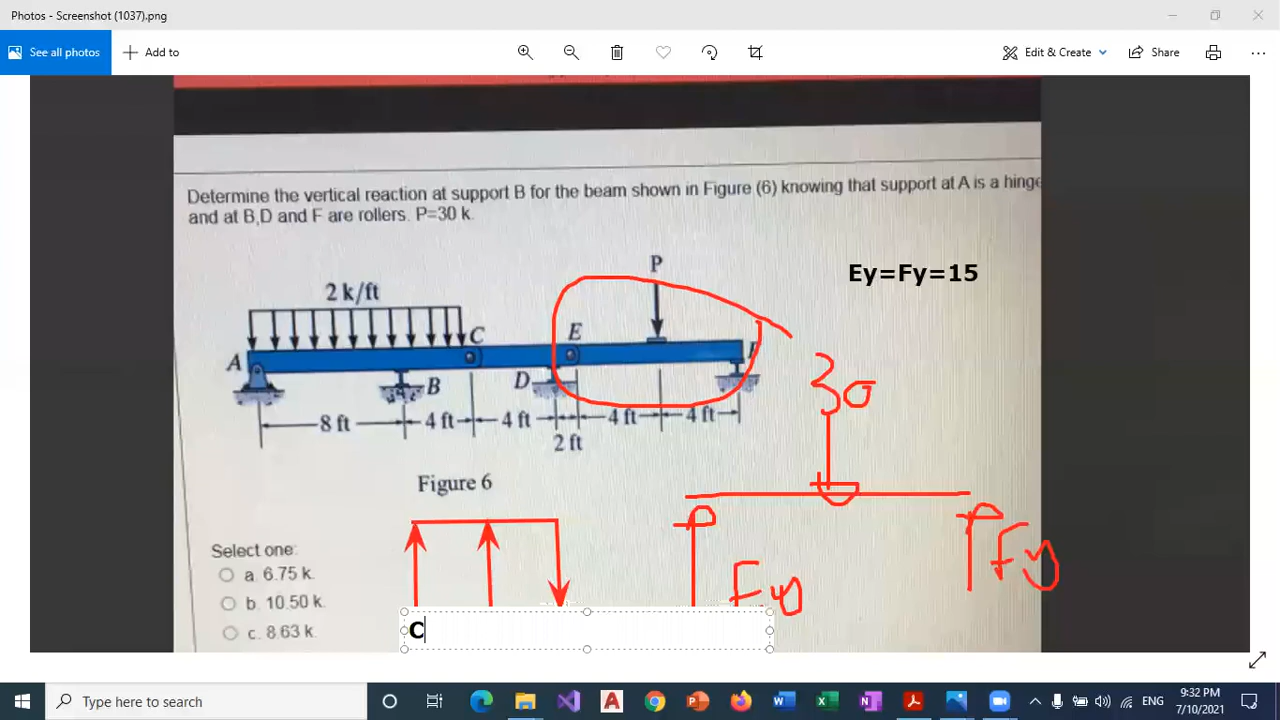 Photos - Screenshot (1037).png
See all photos
Add to
Edit & Create
Share
Determine the vertical reaction at support B for the beam shown in Figure (6) knowing that support at A is a hinge
and at B,D and F are rollers. P=30 k.
P
Ey=Fy=15
2 k/ft
C
E
A
B
D
30
8 ft
4 ft
4 ft
4 ft
4 ft
2 ft
Figure 6
Select one:
a. 6.75 k.
b. 10.50 k.
c. 8.63 k.
Fy
Fy
C
Type here to search
ENG
9:32 PM
7/10/2021